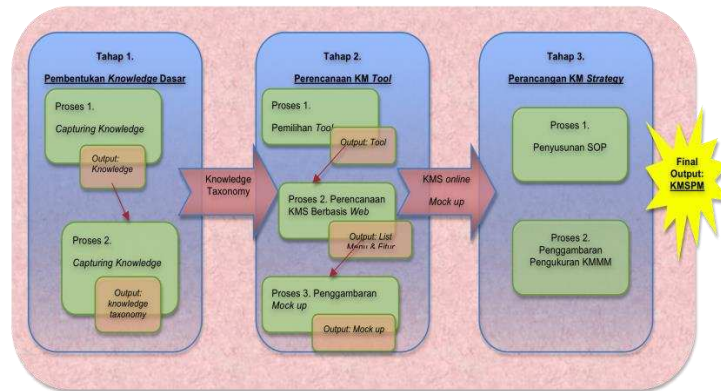 Tahap 1.
Pembentukan Knowledge Dasar
Proses 1.
Capturing Knowledge
Output:
Knowledge
Proses 2.
Capturing Knowledge
Output:
knowledge
taxonomy
Knowledge
Taxonomy
Tahap 2.
Perencanaan KM Tool
Proses 1.
Pemilihan Tool
Output: Tool
Proses 2. Perencanaan
KMS Berbasis Web
Output: List
Menu & Fitur
Proses 3. Penggambaran
Mock up
Output: Mock up
KMS online
Mock up
Tahap 3.
Perancangan KM Strategy
Proses 1.
Penyusunan SOP
Proses 2.
Penggambaran
Pengukuran KMMM
Final
Output:
KMSPM